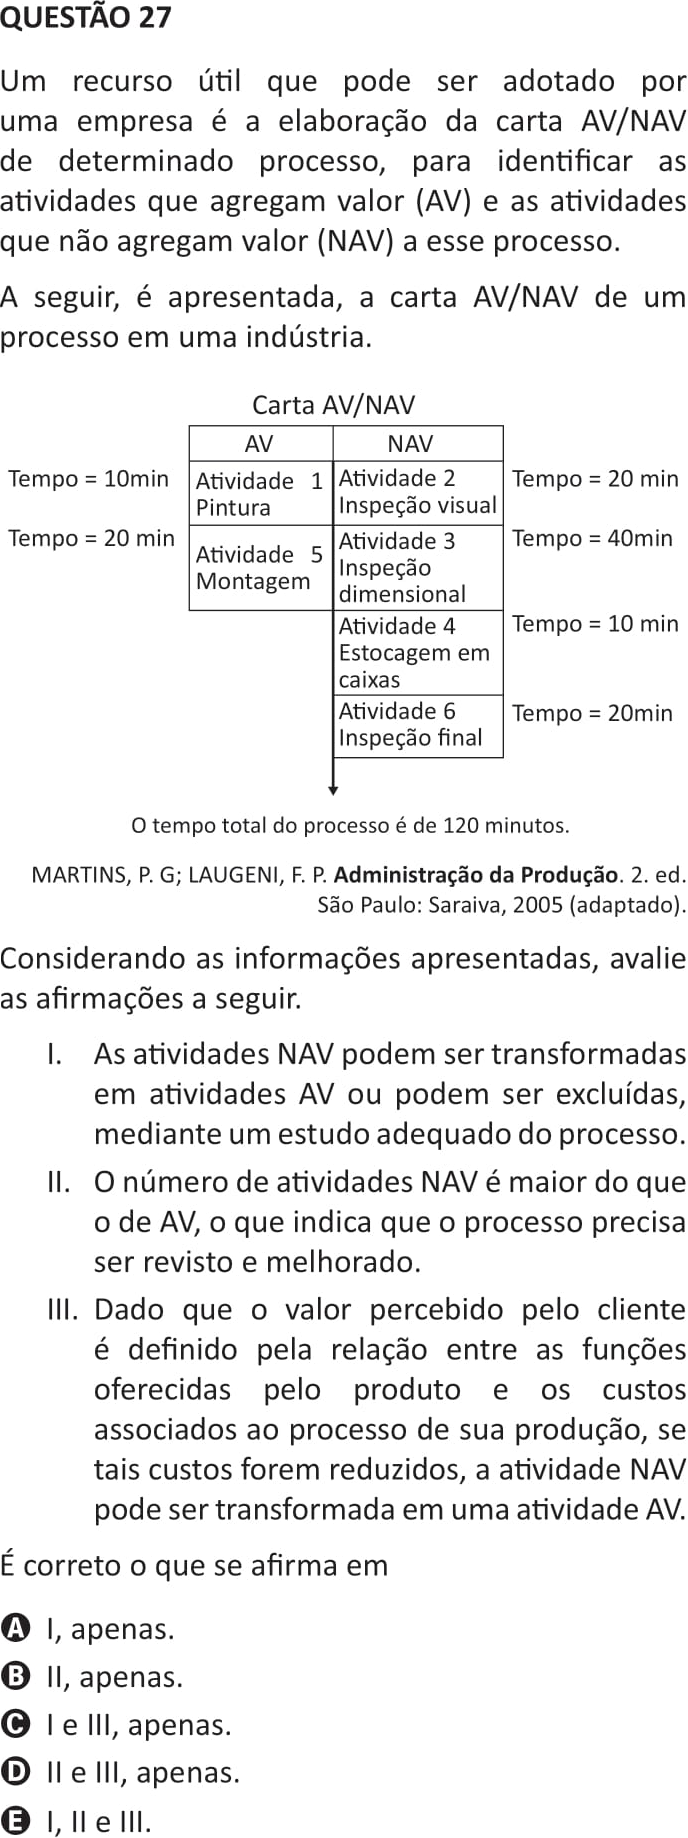 QUESTÃO 27
Um recurso útil que pode ser adotado por
uma empresa é a elaboração da carta AV/NAV
de determinado processo, para identificar as
atividades que agregam valor (AV) e as atividades
que não agregam valor (NAV) a esse processo.
A seguir, é apresentada, a carta AV/NAV de um
processo em uma indústria.
Carta AV/NAV
AV NAV
Tempo = 10min
Atividade 1
Pintura
Atividade 2
Inspeção visual
Tempo = 20 min
Tempo = 20 min
Atividade 5
Montagem
Atividade 3
Inspeção
dimensional
Tempo = 40min
Atividade 4
Estocagem em
caixas
Tempo = 10 min
Atividade 6
Inspeção final
Tempo = 20min
O tempo total do processo é de 120 minutos.
MARTINS, P. G; LAUGENI, F. P. Administração da Produção. 2. ed.
São Paulo: Saraiva, 2005 (adaptado).
Considerando as informações apresentadas, avalie
as afirmações a seguir.
I. As atividades NAV podem ser transformadas
em atividades AV ou podem ser excluídas,
mediante um estudo adequado do processo.
II. O número de atividades NAV é maior do que
o de AV, o que indica que o processo precisa
ser revisto e melhorado.
III. Dado que o valor percebido pelo cliente
é definido pela relação entre as funções
oferecidas pelo produto e os custos
associados ao processo de sua produção, se
tais custos forem reduzidos, a atividade NAV
pode ser transformada em uma atividade AV.
É correto o que se afirma em
A I, apenas.
B II, apenas.
C I e III, apenas.
D II e III, apenas.
E I, II e III.